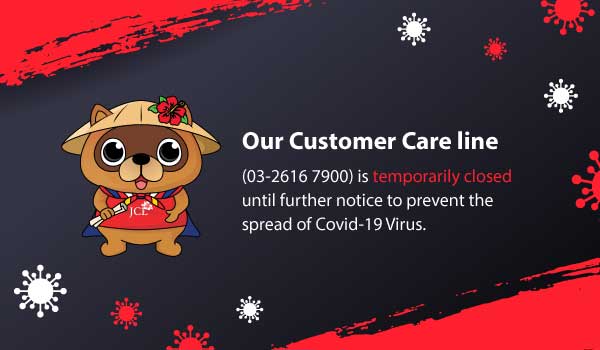 Our Customer Care line
(03-2616 7900) is temporarily closed
until further notice to prevent the
spread of Covid-19 Virus.
JCL